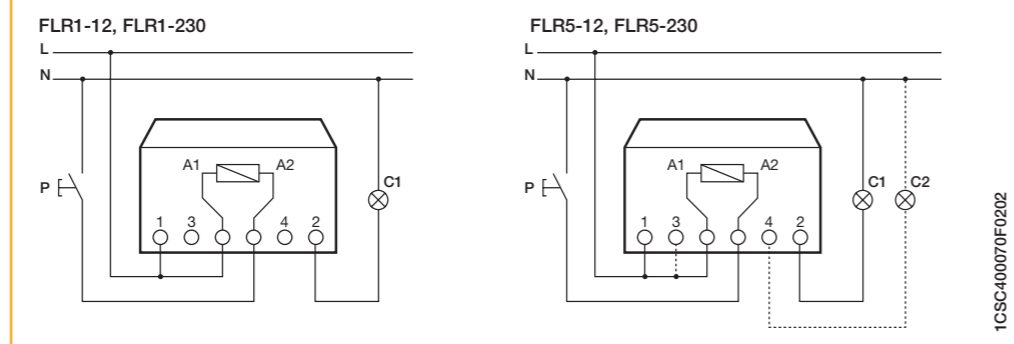 FLR1-12, FLR1-230
L
N
A1 A2
P
C1
1 3 4 2
FLR5-12, FLR5-230
L
N
A1 A2
P
C1 C2
1 3 4 2
1CSC400070F0202